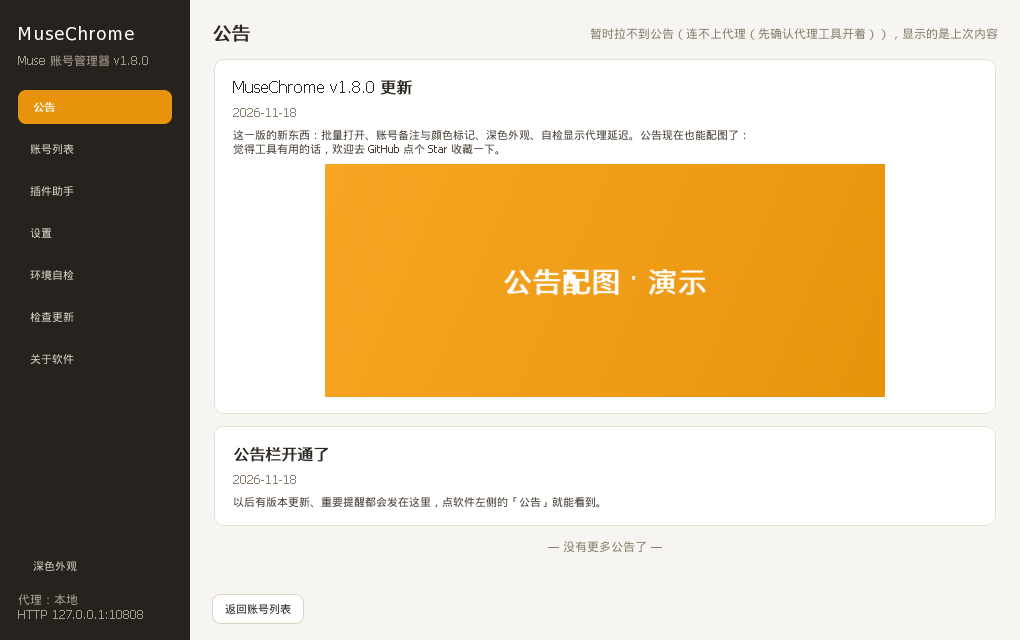 MuseChrome
Muse 账号管理器 v1.8.0
公告
账号列表
插件助手
设置
环境自检
检查更新
关于软件
深色外观
代理：本地
HTTP 127.0.0.1:10808
公告
暂时拉不到公告（连不上代理（先确认代理工具开着）），显示的是上次内容
MuseChrome v1.8.0 更新
2026-11-18
这一版的新东西：批量打开、账号备注与颜色标记、深色外观、自检显示代理延迟。公告现在也能配图了：
觉得工具有用的话，欢迎去 GitHub 点个 Star 收藏一下。
公告配图 · 演示
公告栏开通了
2026-11-18
以后有版本更新、重要提醒都会发在这里，点软件左侧的「公告」就能看到。
— 没有更多公告了 —
返回账号列表